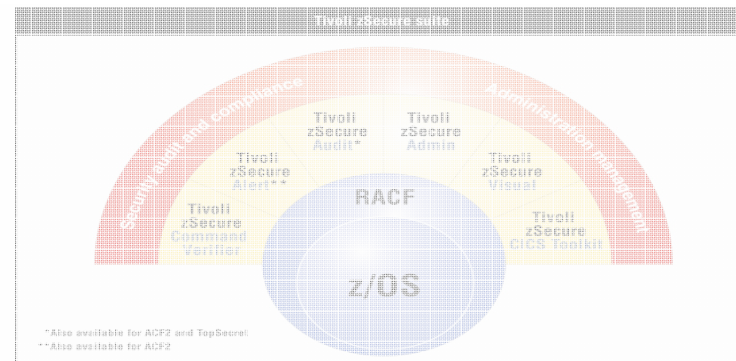 Tivoli zSecure suite
Security audit and compliance
Administration management
Tivoli
zSecure
Command
Verifier
Tivoli
zSecure
Alert**
Tivoli
zSecure
Audit*
Tivoli
zSecure
Admin
Tivoli
zSecure
Visual
Tivoli
zSecure
CICS Toolkit
RACF
z/OS
*Also available for ACF2 and TopSecret
**Also available for ACF2